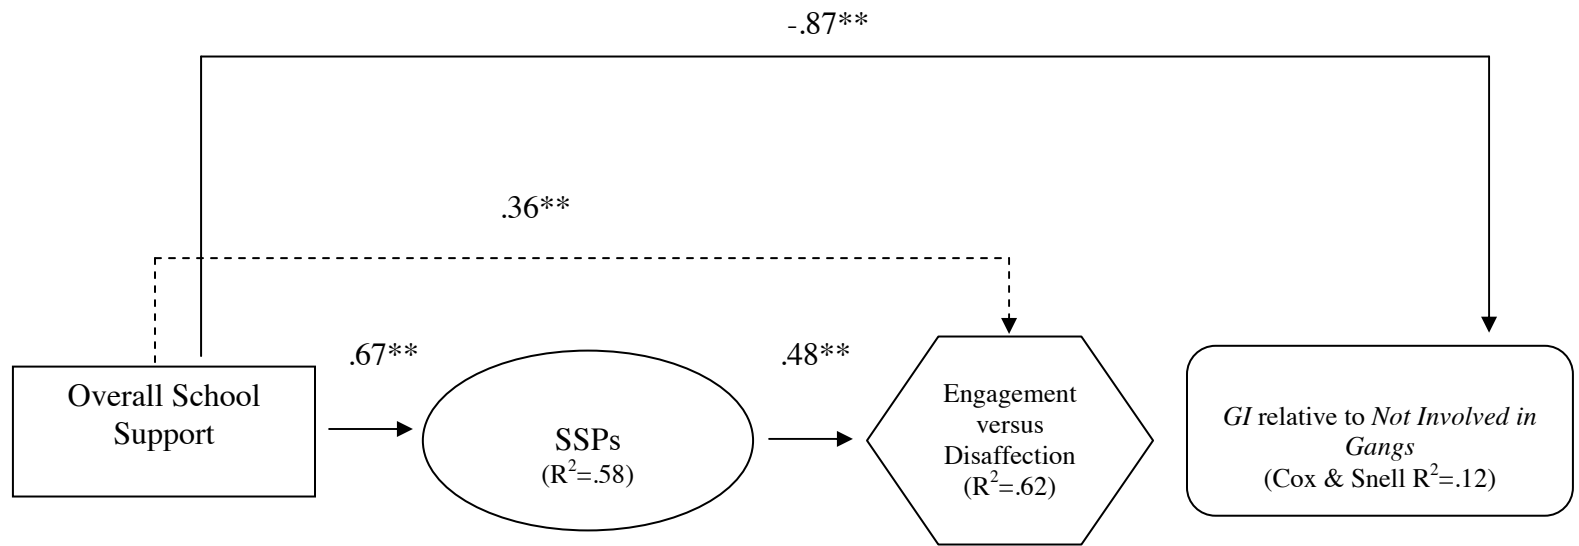 -.87**
.36**
.67**
.48**
Overall School
Support
SSPs
(R²=.58)
Engagement
versus
Disaffection
(R²=.62)
GI relative to Not Involved in
Gangs
(Cox & Snell R²=.12)